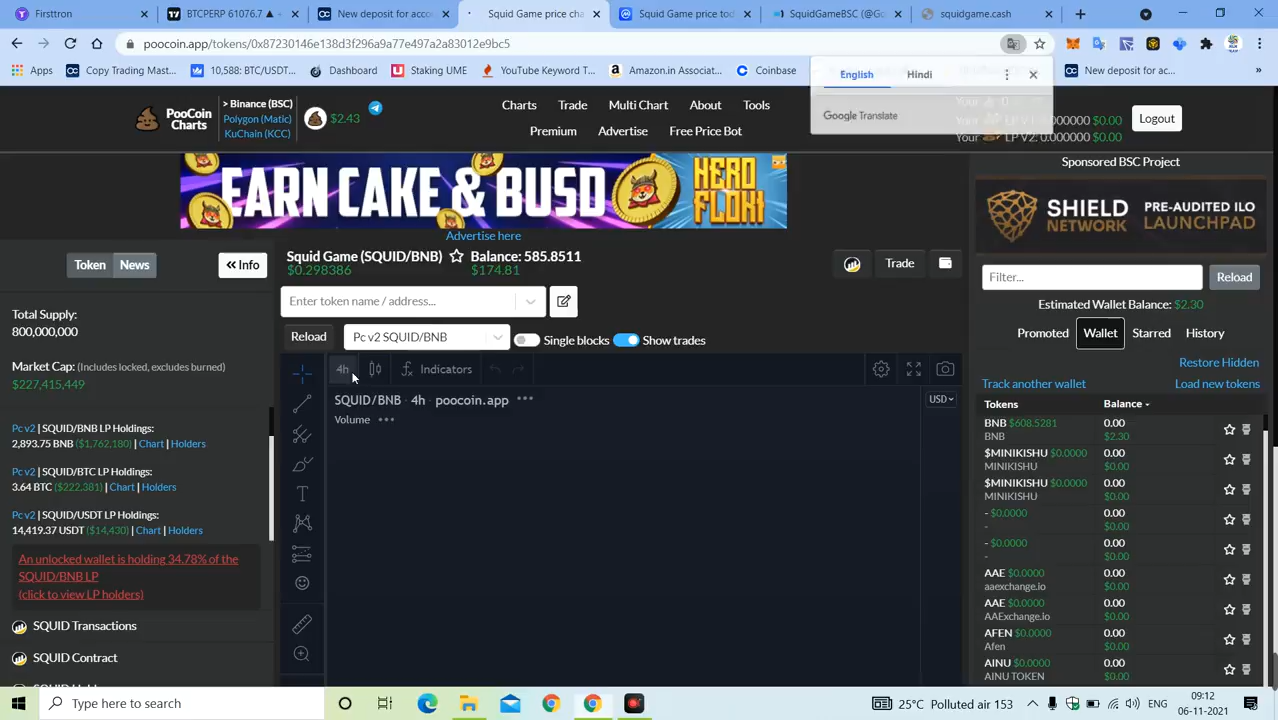 Firsttron
BTCPERP 61076.7
New deposit for acc
Squid Game price cha
Squid Game price tod
SquidGameBSC (@Go
squidgame.cash
poocoin.app/tokens/0x87230146e138d3f296a9a77e497a2a83012e9bc5
Apps
Copy Trading Mast...
10,588: BTC/US
Dashboard
Staking UME
YouTube Keyword T...
Amazon.in Associat...
Coinbase
New deposit for ac...
»
English
Hindi
Google Translate
PooCoin
Charts
> Binance (BSC)
Polygon (Matic)
KuChain (KCC)
$2.43
Charts
Trade
Multi Chart
About
Tools
Premium
Advertise
Free Price Bot
Your LP V1: 0.000000 $0.00
Your LP V2: 0.000000 $0.00
Logout
EARN CAKE & BUSD
HERO
FLOKI
Advertise here
Sponsored BSC Project
SHIELD
NETWORK
PRE-AUDITED ILO
LAUNCHPAD
Token
News
«Info
Squid Game (SQUID/BNB)
Balance: 585.8511
$0.298386
$174.81
Trade
Filter...
Reload
Enter token name / address...
Estimated Wallet Balance: $2.30
Total Supply:
800,000,000
Reload
Pc v2 SQUID/BNB
Single blocks
Show trades
Promoted
Wallet
Starred
History
Market Cap: (Includes locked, excludes burned)
$227,415,449
4h
Indicators
Restore Hidden
Track another wallet
Load new tokens
SQUID/BNB · 4h · poocoin.app
USD
Volume
Tokens
Balance
Pc v2 | SQUID/BNB LP Holdings:
2,893.75 BNB ($1,762,180) | Chart | Holders
Pc v2 | SQUID/BTC LP Holdings:
3.64 BTC ($222,381) | Chart | Holders
Pc v2 | SQUID/USDT LP Holdings:
14,419.37 USDT ($14,430) | Chart | Holders
An unlocked wallet is holding 34.78% of the
SQUID/BNB LP
(click to view LP holders)
SQUID Transactions
SQUID Contract
BNB $608.5281 0.00
BNB $2.30
$MINIKISHU $0.0000 0.00
MINIKISHU $0.00
$MINIKISHU $0.0000 0.00
MINIKISHU $0.00
- $0.0000 0.00
- $0.00
- $0.0000 0.00
- $0.00
AAE $0.0000 0.00
aaexchange.io $0.00
AAE $0.0000 0.00
AAExchange.io $0.00
AFEN $0.0000 0.00
Afen $0.00
AINU $0.0000 0.00
AINU TOKEN $0.00
Type here to search
25°C Polluted air 153
ENG
09:12
06-11-2021